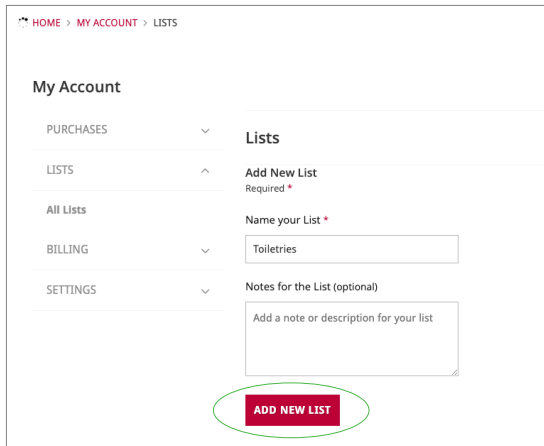 HOME > MY ACCOUNT > LISTS
My Account
PURCHASES
LISTS
All Lists
BILLING
SETTINGS
Lists
Add New List
Required *
Name your List *
Toiletries
Notes for the List (optional)
Add a note or description for your list
ADD NEW LIST